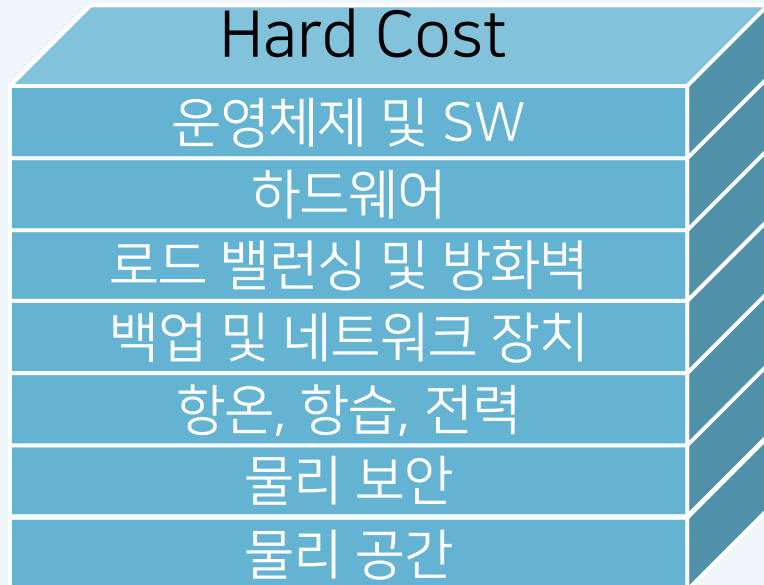 Hard Cost
운영체제 및 SW
하드웨어
로드 밸런싱 및 방화벽
백업 및 네트워크 장치
항온, 항습, 전력
물리 보안
물리 공간